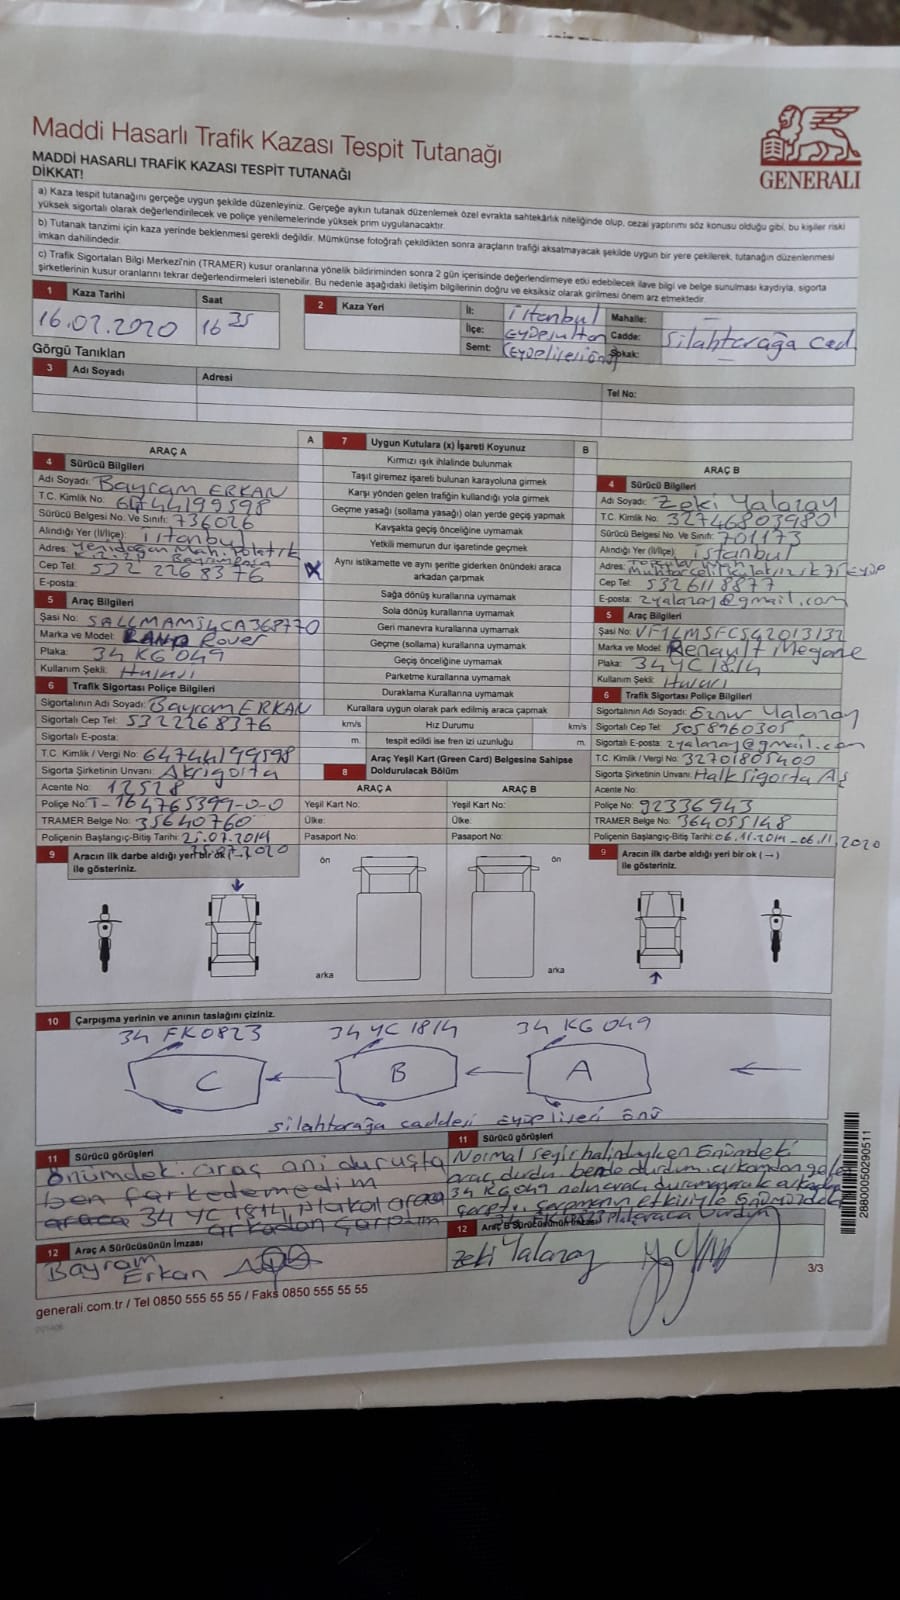 Maddi Hasarlı Trafik Kazası Tespit Tutanağı
GENERALI
MADDİ HASARLI TRAFİK KAZASI TESPİT TUTANAĞI
DİKKAT!
a) Kaza tespit tutanağını gerçeğe uygun şekilde düzenleyiniz. Gerçeğe aykırı tutanak düzenlemek özel evrakta sahtekârlık niteliğinde olup, cezai yaptırımı söz konusu olduğu gibi, bu kişiler riski
yüksek sigortalı olarak değerlendirilecek ve poliçe yenilemelerinde yüksek prim uygulanacaktır.
b) Tutanak tanzimi için kaza yerinde beklenmesi gerekli değildir. Mümkünse fotoğrafı çekildikten sonra araçların trafiği aksatmayacak şekilde uygun bir yere çekilerek, tutanağın düzenlenmesi
imkan dahilindedir.
c) Trafik Sigortaları Bilgi Merkezi'nin (TRAMER) kusur oranlarına yönelik bildiriminden sonra 2 gün içerisinde değerlendirmeye etki edebilecek ilave bilgi ve belge sunulması kaydıyla, sigorta
şirketlerinin kusur oranlarını tekrar değerlendirmeleri istenebilir. Bu nedenle aşağıdaki iletişim bilgilerinin doğru ve eksiksiz olarak girilmesi önem arz etmektedir.
1 Kaza Tarihi Saat
16.02.2020 16 35
2 Kaza Yeri
İl: istanbul Mahalle: –
İlçe: Eyüpsultan Cadde: Silahtarağa cad
Semt: Eyüp lisesi önü Sokak:
Görgü Tanıkları
3 Adı Soyadı Adresi Tel No:
ARAÇ A
4 Sürücü Bilgileri
Adı Soyadı: Bayram ERKAN
T.C. Kimlik No: 64744199598
Sürücü Belgesi No. Ve Sınıfı: 736026
Alındığı Yer (İl/İlçe): istanbul
Adres: Yenidoğan Mah.
Cep Tel: 532 2268376
E-posta:
5 Araç Bilgileri
Şasi No: SALLMAMS4CA368770
Marka ve Model: LAND Rover
Plaka: 34 KG 049
Kullanım Şekli: Hususi
6 Trafik Sigortası Poliçe Bilgileri
Sigortalının Adı Soyadı: Bayram ERKAN
Sigortalı Cep Tel: 5322268376
Sigortalı E-posta:
T.C. Kimlik / Vergi No: 64744199598
Sigorta Şirketinin Unvanı: Aksigorta
Acente No: 12528
Poliçe No: T-164765399-0-0
TRAMER Belge No: 35640760
Poliçenin Başlangıç-Bitiş Tarihi: 25.07.2019
25.07.2020
A 7 Uygun Kutulara (x) İşareti Koyunuz B
Kırmızı ışık ihlalinde bulunmak
Taşıt giremez işareti bulunan karayoluna girmek
Karşı yönden gelen trafiğin kullandığı yola girmek
Geçme yasağı (sollama yasağı) olan yerde geçiş yapmak
Kavşakta geçiş önceliğine uymamak
Yetkili memurun dur işaretinde geçmek
X Aynı istikamette ve aynı şeritte giderken önündeki araca
arkadan çarpmak
Sağa dönüş kurallarına uymamak
Sola dönüş kurallarına uymamak
Geri manevra kurallarına uymamak
Geçme (sollama) kurallarına uymamak
Geçiş önceliğine uymamak
Parketme kurallarına uymamak
Duraklama Kurallarına uymamak
Kurallara uygun olarak park edilmiş araca çapmak
km/s Hız Durumu km/s
m. tespit edildi ise fren izi uzunluğu m.
8 Araç Yeşil Kart (Green Card) Belgesine Sahipse
Doldurulacak Bölüm
ARAÇ A ARAÇ B
Yeşil Kart No: Yeşil Kart No:
Ülke: Ülke:
Pasaport No: Pasaport No:
ARAÇ B
4 Sürücü Bilgileri
Adı Soyadı: Zeki Yalaray
T.C. Kimlik No: 32746803980
Sürücü Belgesi No. Ve Sınıfı: 701173
Alındığı Yer (İl/İlçe): istanbul
Adres:
Cep Tel: 5326118877
E-posta: zyalaray@gmail.com
5 Araç Bilgileri
Şasi No: VF1LMSFC542013132
Marka ve Model: Renault Megane
Plaka: 34 YC 1814
Kullanım Şekli: Hususi
6 Trafik Sigortası Poliçe Bilgileri
Sigortalının Adı Soyadı: Öznur Yalaray
Sigortalı Cep Tel: 5058960305
Sigortalı E-posta: zyalaray@gmail.com
T.C. Kimlik / Vergi No: 32701805400
Sigorta Şirketinin Unvanı: Halk Sigorta Aş
Acente No:
Poliçe No: 92336943
TRAMER Belge No: 364055148
Poliçenin Başlangıç-Bitiş Tarihi: 06.11.2019-06.11.2020
9 Aracın ilk darbe aldığı yeri bir ok (→)
ile gösteriniz.
ön
arka
ön
arka
9 Aracın ilk darbe aldığı yeri bir ok (→)
ile gösteriniz.
10 Çarpışma yerinin ve anının taslağını çiziniz.
34 FK0823 34 YC 1814 34 KG 049
C B A
silahtarağa caddesi Eyüp lisesi önü
11 Sürücü görüşleri
önümdeki araç ani duruşta
ben farkedemedim
araca 34 YC 1814 plakalı araca
arkadan çarptım
11 Sürücü görüşleri
Normal seyir halindeyken önümdeki
araç durdu bende durdum. arkamdan gelen
34 KG 049 nolu araç duramayarak arkadan
çarptı. çarpmanın etkisiyle önümdeki
plakalı araca vurdum
12 Araç A Sürücüsünün İmzası
Bayram
Erkan
12 Araç B Sürücüsünün İmzası
Zeki Yalaray
28800050290511
3/3
generali.com.tr / Tel 0850 555 55 55 / Faks 0850 555 55 55